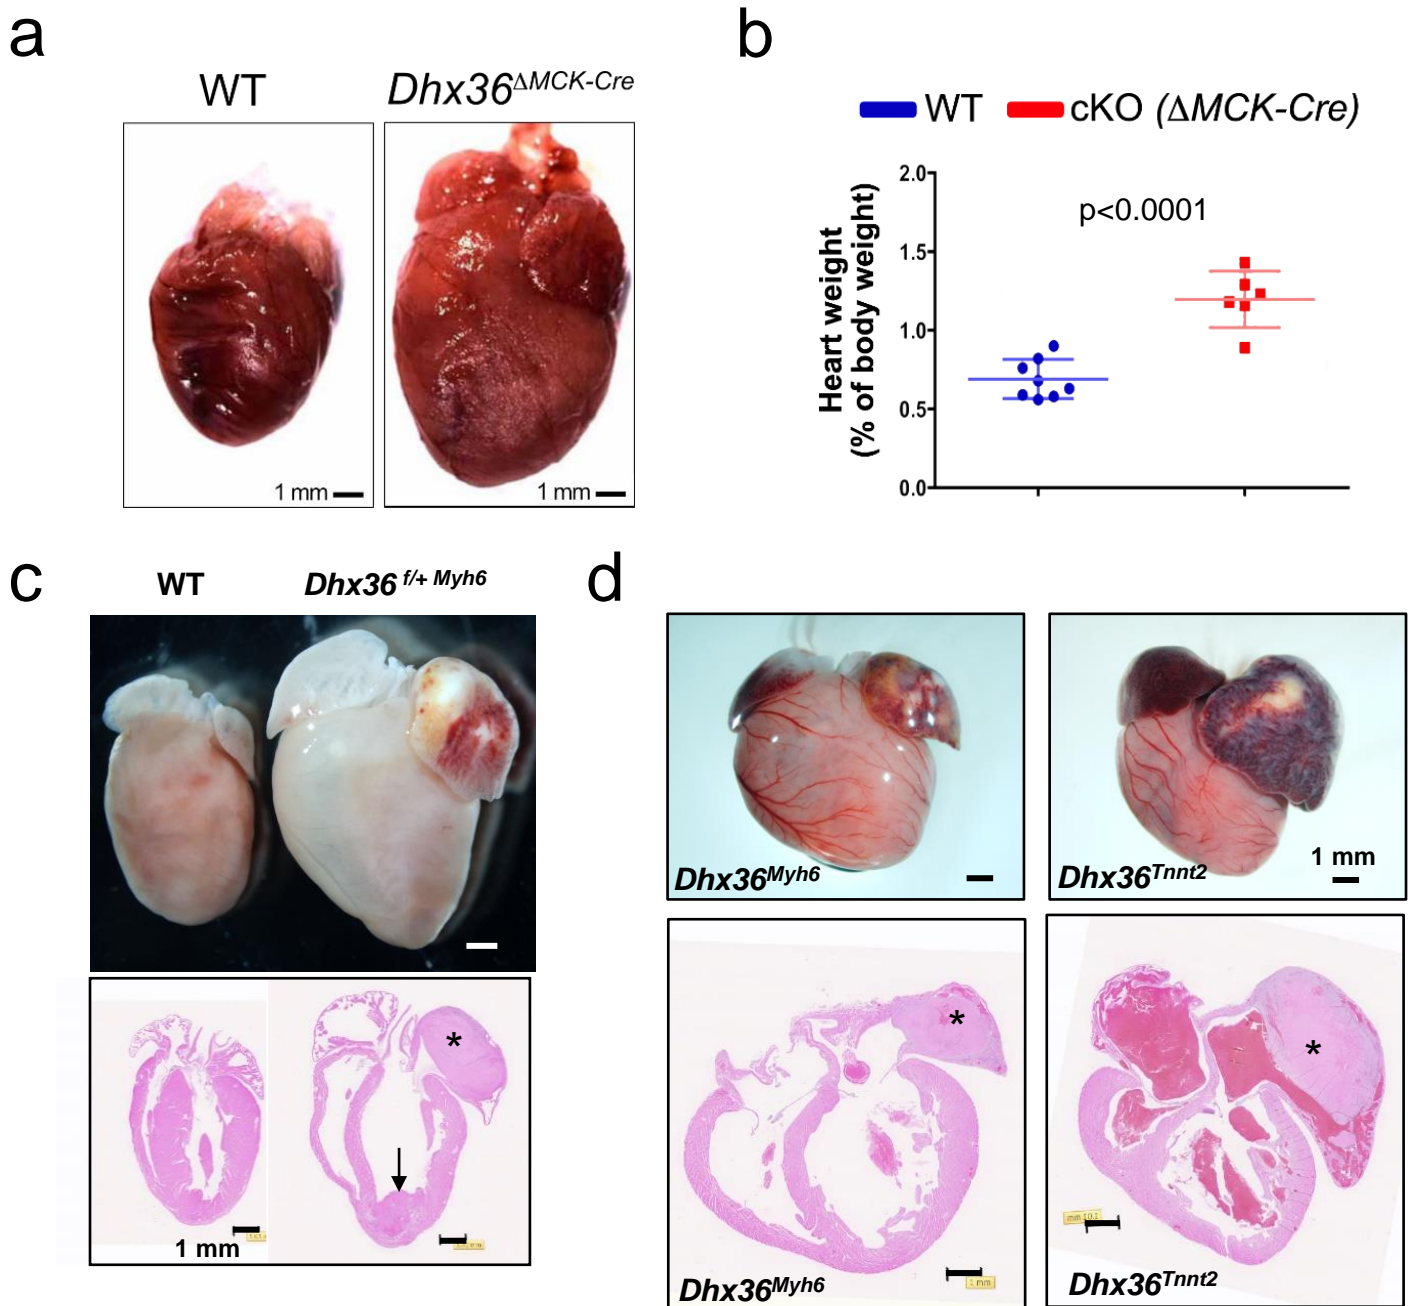 a
WT
Dhx36ΔMCK-Cre
1 mm
1 mm
b
WT
cKO (ΔMCK-Cre)
Heart weight
(% of body weight)
2.0
1.5
1.0
0.5
0.0
p<0.0001
c
WT
Dhx36 f/+ Myh6
*
1 mm
d
Dhx36Myh6
Dhx36Tnnt2
1 mm
*
1 mm
Dhx36Myh6
*
Dhx36Tnnt2